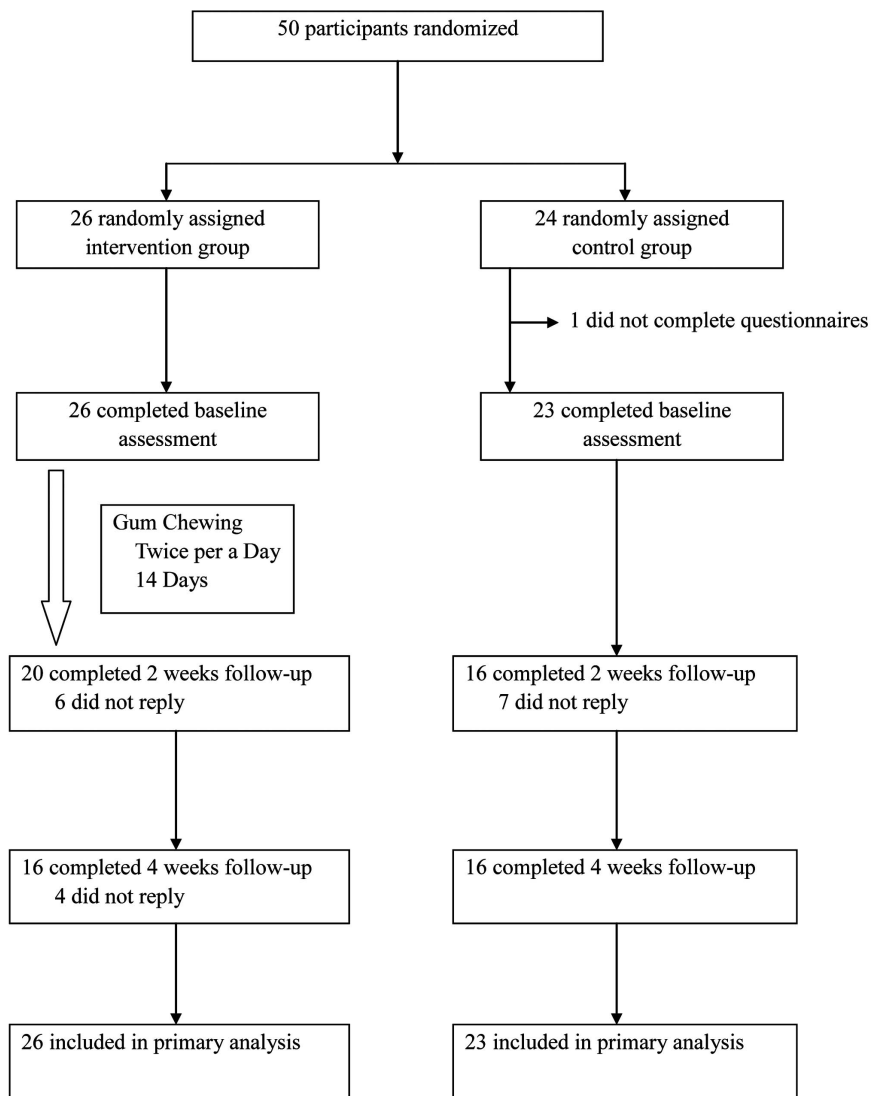 50 participants randomized
26 randomly assigned
intervention group
24 randomly assigned
control group
1 did not complete questionnaires
26 completed baseline
assessment
23 completed baseline
assessment
Gum Chewing
Twice per a Day
14 Days
20 completed 2 weeks follow-up
6 did not reply
16 completed 2 weeks follow-up
7 did not reply
16 completed 4 weeks follow-up
4 did not reply
16 completed 4 weeks follow-up
26 included in primary analysis
23 included in primary analysis